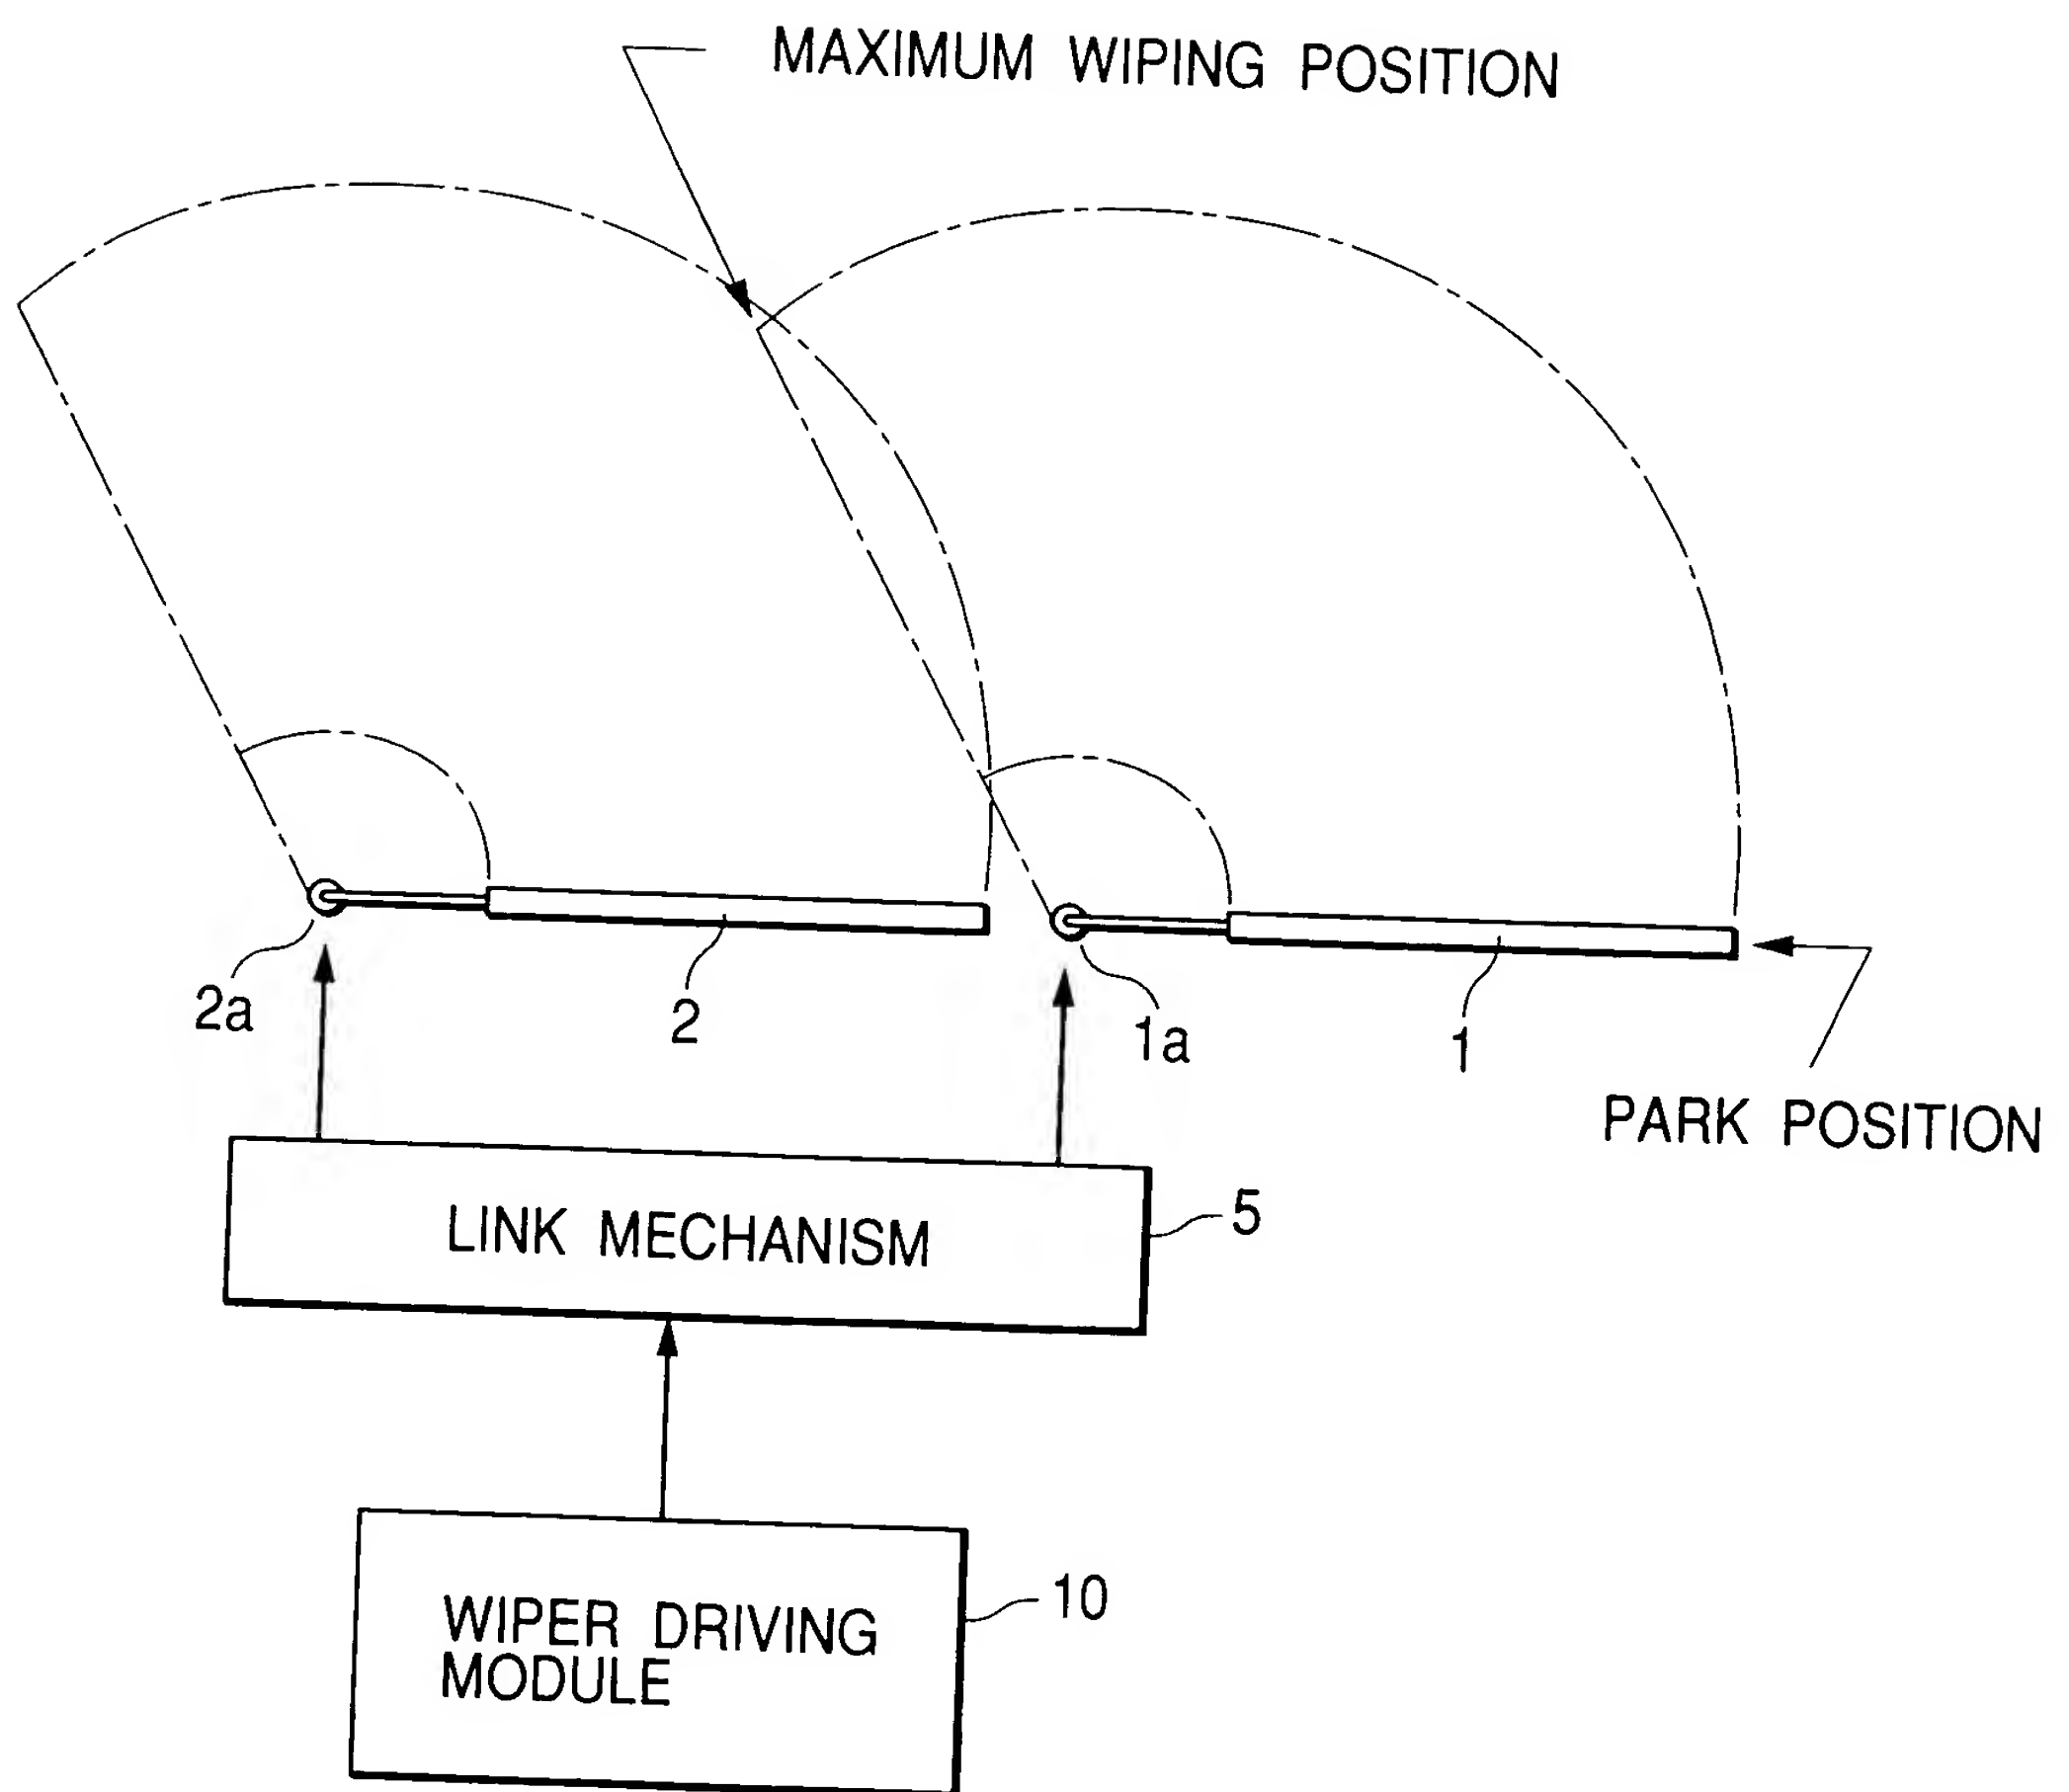 MAXIMUM WIPING POSITION
2a
2
1a
1
PARK POSITION
LINK MECHANISM
5
WIPER DRIVING
MODULE
10